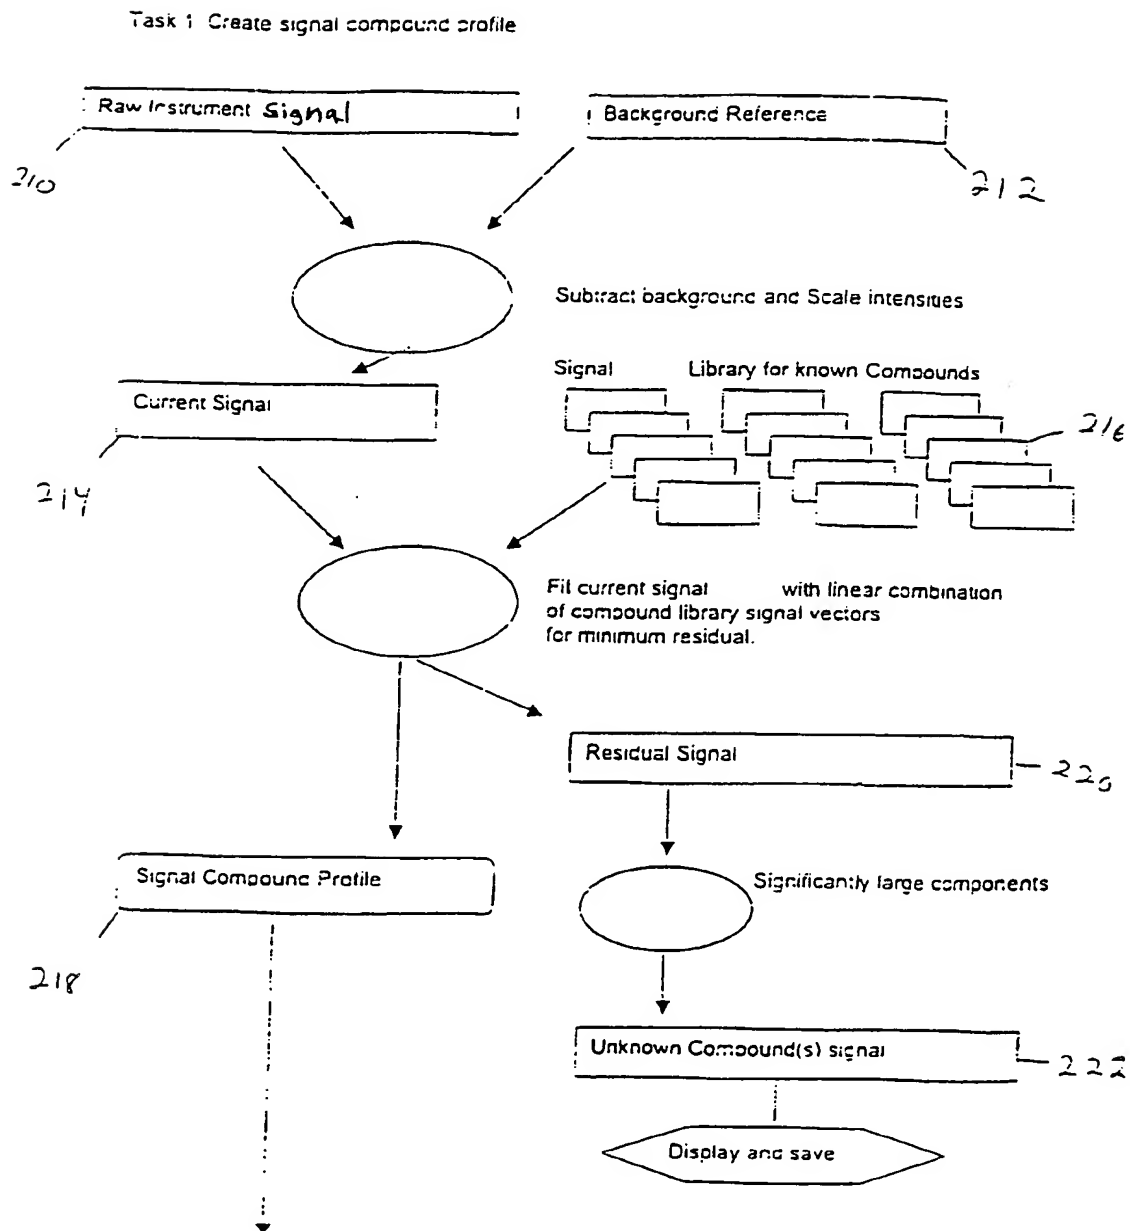 Task 1 Create signal compound profile
Raw Instrument Signal
Background Reference
210
212
Subtract background and Scale intensities
Signal Library for known Compounds
Current Signal
216
214
Fit current signal with linear combination
of compound library signal vectors
for minimum residual.
Residual Signal
220
Signal Compound Profile
Significantly large components
218
Unknown Compound(s) signal
222
Display and save